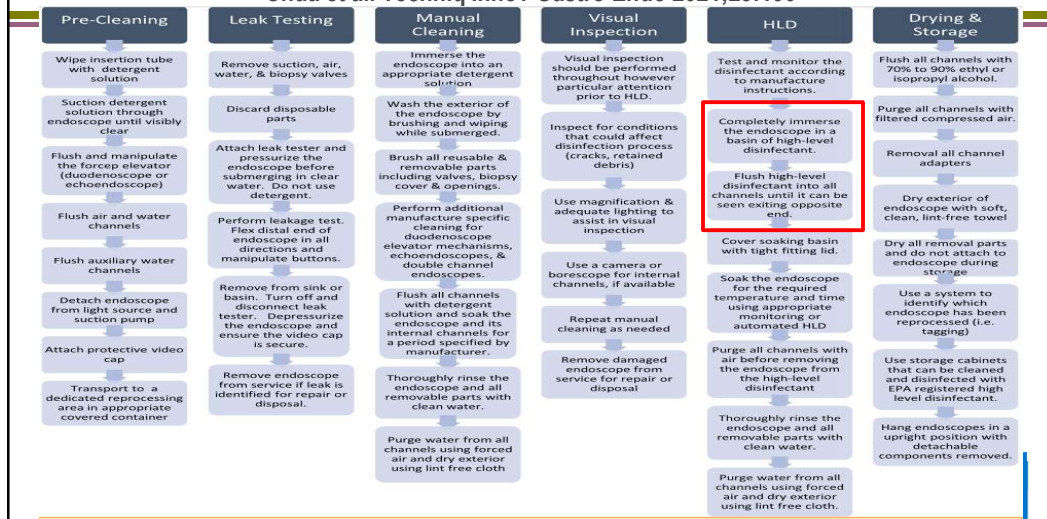 Pre-Cleaning
Wipe insertion tube
with detergent
solution
Suction detergent
solution through
endoscope until visibly
clear
Flush and manipulate
the forcep elevator
(duodenoscope or
echoendoscope)
Flush air and water
channels
Flush auxiliary water
channels
Detach endoscope
from light source and
suction pump
Attach protective video
cap
Transport to a
dedicated reprocessing
area in appropriate
covered container
Leak Testing
Remove suction, air,
water, & biopsy valves
Discard disposable
parts
Attach leak tester and
pressurize the
endoscope before
submerging in clear
water. Do not use
detergent.
Perform leakage test.
Flex distal end of
endoscope in all
directions and
manipulate buttons.
Remove from sink or
basin. Turn off and
disconnect leak
tester. Depressurize
the endoscope and
ensure the video cap
is secure.
Remove endoscope
from service if leak is
identified for repair or
disposal.
Manual
Cleaning
Immerse the
endoscope into an
appropriate detergent
solution
Wash the exterior of
the endoscope by
brushing and wiping
while submerged.
Brush all reusable &
removable parts
including valves, biopsy
cover & openings.
Perform additional
manufacture specific
cleaning for
duodenoscope
elevator mechanisms,
echoendoscopes, &
double channel
endoscopes.
Flush all channels
with detergent
solution and soak the
endoscope and its
internal channels for
a period specified by
manufacturer.
Thoroughly rinse the
endoscope and all
removable parts with
clean water.
Purge water from all
channels using forced
air and dry exterior
using lint free cloth
Visual
Inspection
Visual inspection
should be performed
throughout however
particular attention
prior to HLD.
Inspect for conditions
that could affect
disinfection process
(cracks, retained
debris)
Use magnification &
adequate lighting to
assist in visual
inspection
Use a camera or
borescope for internal
channels, if available
Repeat manual
cleaning as needed
Remove damaged
endoscope from
service for repair or
disposal
HLD
Test and monitor the
disinfectant according
to manufacture
instructions.
Completely immerse
the endoscope in a
basin of high-level
disinfectant.
Flush high-level
disinfectant into all
channels until it can be
seen exiting opposite
end.
Cover soaking basin
with tight fitting lid.
Soak the endoscope
for the required
temperature and time
using appropriate
monitoring or
automated HLD
Purge all channels with
air before removing
the endoscope from
the high-level
disinfectant
Thoroughly rinse the
endoscope and all
removable parts with
clean water.
Purge water from all
channels using forced
air and dry exterior
using lint free cloth.
Drying &
Storage
Flush all channels with
70% to 90% ethyl or
isopropyl alcohol.
Purge all channels with
filtered compressed air.
Removal all channel
adapters
Dry exterior of
endoscope with soft,
clean, lint-free towel
Dry all removal parts
and do not attach to
endoscope during
storage
Use a system to
identify which
endoscope has been
reprocessed (i.e.
tagging)
Use storage cabinets
that can be cleaned
and disinfected with
EPA registered high
level disinfectant.
Hang endoscopes in a
upright position with
detachable
components removed.